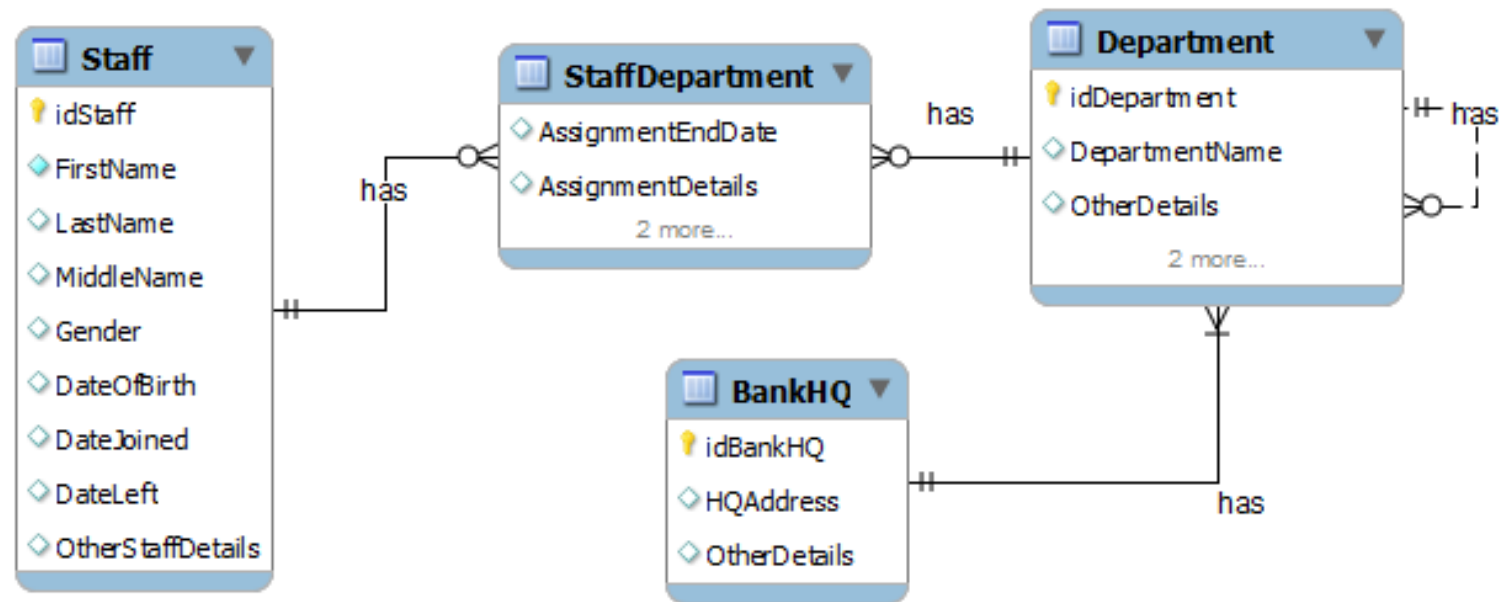 Staff
idStaff
FirstName
LastName
MiddleName
Gender
DateOfBirth
DateJoined
DateLeft
OtherStaffDetails
has
StaffDepartment
AssignmentEndDate
AssignmentDetails
2 more...
has
Department
idDepartment
DepartmentName
OtherDetails
2 more...
has
BankHQ
idBankHQ
HQAddress
OtherDetails
has